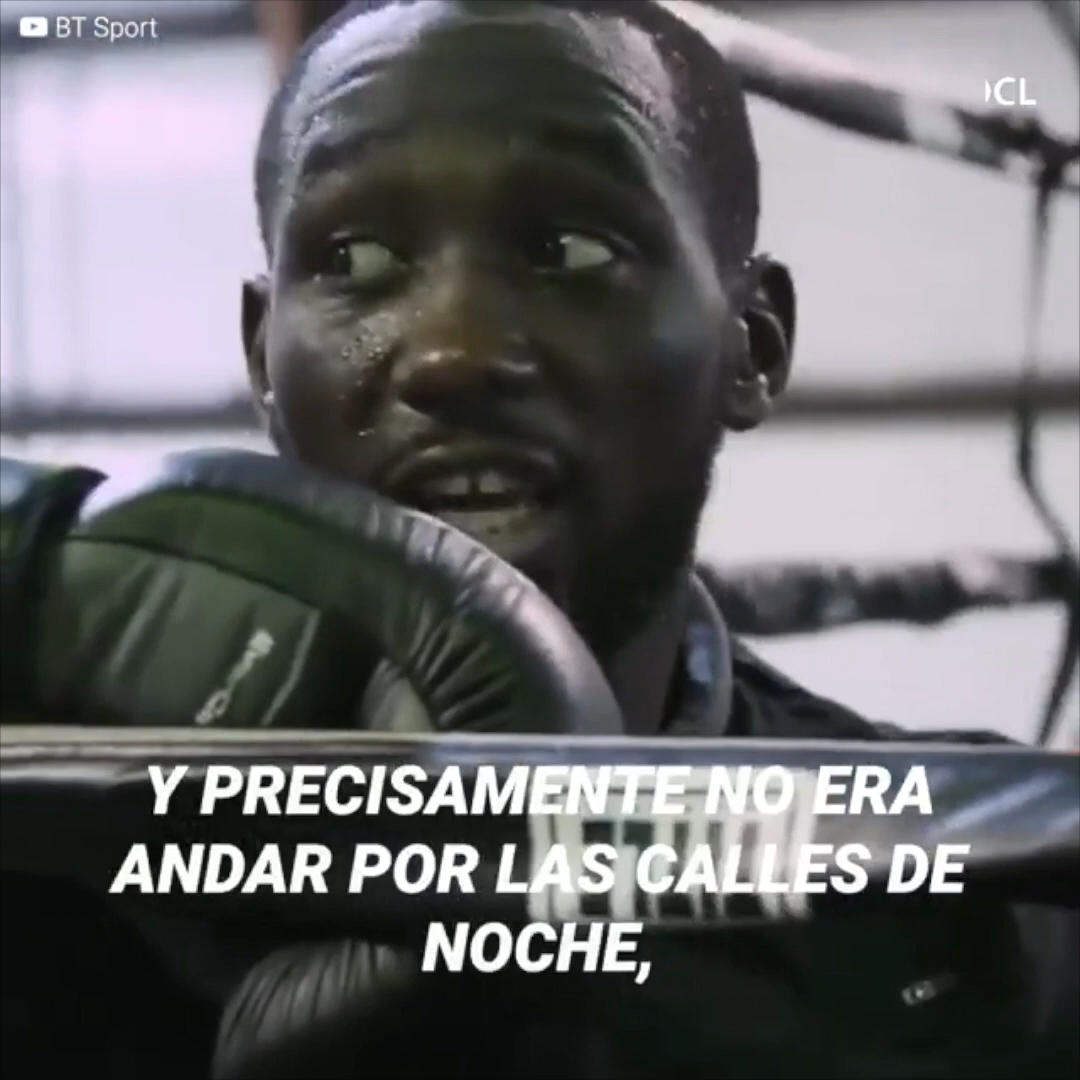 BT Sport
CL
Y PRECISAMENTE NO ERA
ANDAR POR LAS CALLES DE
NOCHE,